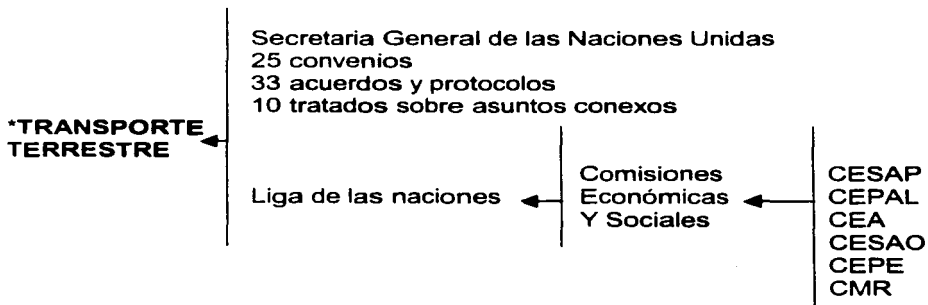 Secretaria General de las Naciones Unidas
25 convenios
33 acuerdos y protocolos
10 tratados sobre asuntos conexos
*TRANSPORTE
TERRESTRE
Liga de las naciones
Comisiones
Económicas
Y Sociales
CESAP
CEPAL
CEA
CESAO
CEPE
CMR